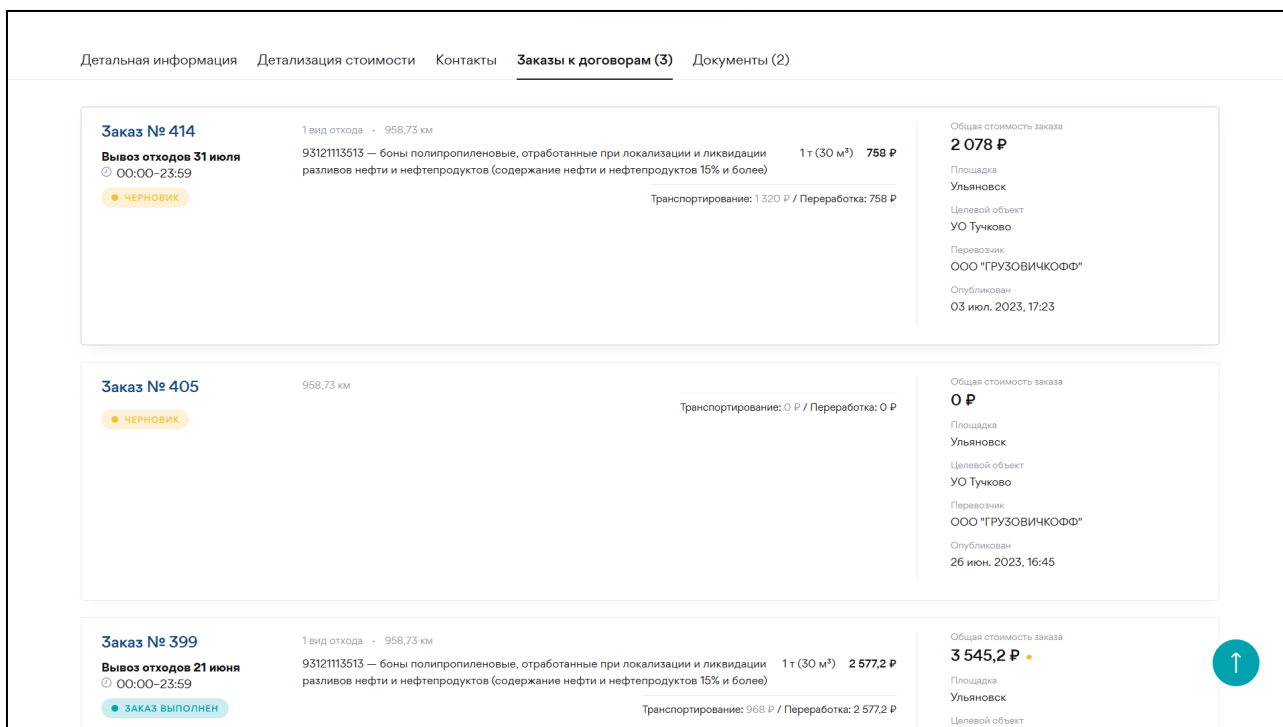 Детальная информация Детализация стоимости Контакты Заказы к договорам (3) Документы (2)
Заказ № 414
Вывоз отходов 31 июля
00:00–23:59
ЧЕРНОВИК
1 вид отхода · 958,73 км
93121113513 — боны полипропиленовые, отработанные при локализации и ликвидации 1 т (30 м³) 758 ₽
разливов нефти и нефтепродуктов (содержание нефти и нефтепродуктов 15% и более)
Транспортирование: 1 320 ₽ / Переработка: 758 ₽
Общая стоимость заказа
2 078 ₽
Площадка
Ульяновск
Целевой объект
УО Тучково
Перевозчик
ООО "ГРУЗОВИЧКОФФ"
Опубликован
03 июл. 2023, 17:23
Заказ № 405
ЧЕРНОВИК
958,73 км
Транспортирование: 0 ₽ / Переработка: 0 ₽
Общая стоимость заказа
0 ₽
Площадка
Ульяновск
Целевой объект
УО Тучково
Перевозчик
ООО "ГРУЗОВИЧКОФФ"
Опубликован
26 июн. 2023, 16:45
Заказ № 399
Вывоз отходов 21 июня
00:00–23:59
ЗАКАЗ ВЫПОЛНЕН
1 вид отхода · 958,73 км
93121113513 — боны полипропиленовые, отработанные при локализации и ликвидации 1 т (30 м³) 2 577,2 ₽
разливов нефти и нефтепродуктов (содержание нефти и нефтепродуктов 15% и более)
Транспортирование: 968 ₽ / Переработка: 2 577,2 ₽
Общая стоимость заказа
3 545,2 ₽
Площадка
Ульяновск
Целевой объект